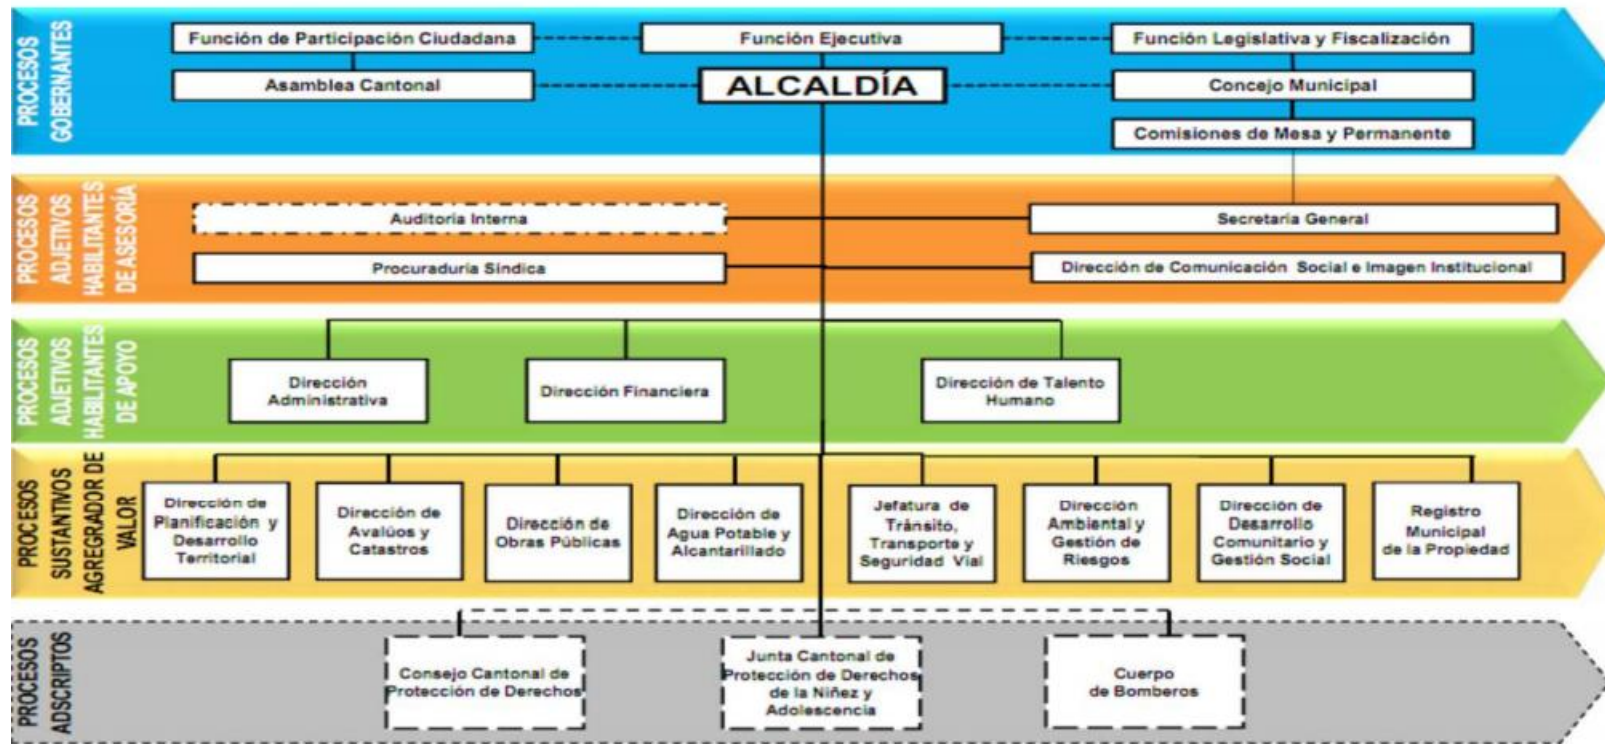 PROCESOS
GOBERNANTES
Función de Participación Ciudadana
Función Ejecutiva
Función Legislativa y Fiscalización
Asamblea Cantonal
ALCALDÍA
Concejo Municipal
Comisiones de Mesa y Permanente
PROCESOS
ADJETIVOS
HABILITANTES
DE ASESORÍA
Auditoría Interna
Secretaría General
Procuraduría Síndica
Dirección de Comunicación Social e Imagen Institucional
PROCESOS
ADJETIVOS
HABILITANTES
DE APOYO
Dirección
Administrativa
Dirección Financiera
Dirección de Talento
Humano
PROCESOS
SUSTANTIVOS
AGREGRADOR DE
VALOR
Dirección de
Planificación y
Desarrollo
Territorial
Dirección de
Avalúos y
Catastros
Dirección de
Obras Públicas
Dirección de
Agua Potable y
Alcantarillado
Jefatura de
Tránsito,
Transporte y
Seguridad Vial
Dirección
Ambiental y
Gestión de
Riesgos
Dirección de
Desarrollo
Comunitario y
Gestión Social
Registro
Municipal
de la Propiedad
PROCESOS
ADSCRIPTOS
Consejo Cantonal de
Protección de Derechos
Junta Cantonal de
Protección de Derechos
de la Niñez y
Adolescencia
Cuerpo
de Bomberos